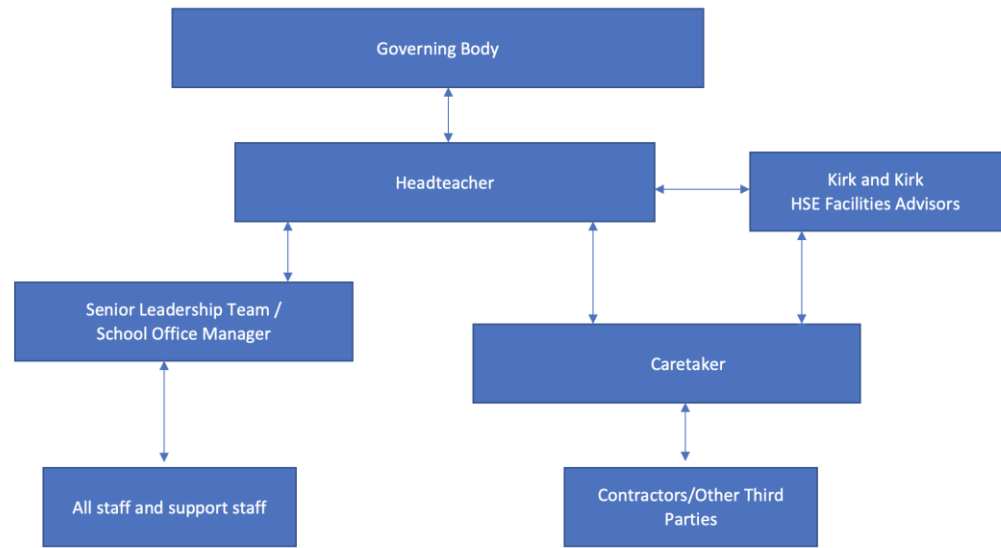 Governing Body
Headteacher
Kirk and Kirk
HSE Facilities Advisors
Senior Leadership Team /
School Office Manager
Caretaker
All staff and support staff
Contractors/Other Third
Parties